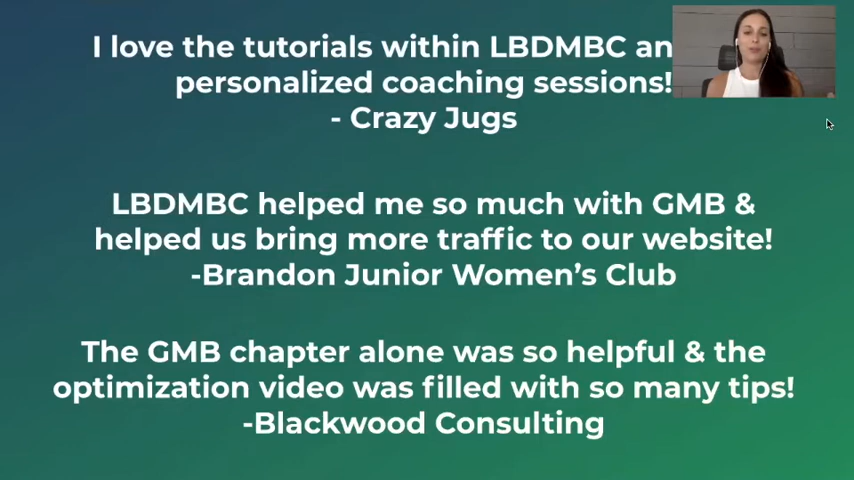 I love the tutorials within LBDMBC an
personalized coaching sessions!
- Crazy Jugs
LBDMBC helped me so much with GMB &
helped us bring more traffic to our website!
-Brandon Junior Women’s Club
The GMB chapter alone was so helpful & the
optimization video was filled with so many tips!
-Blackwood Consulting